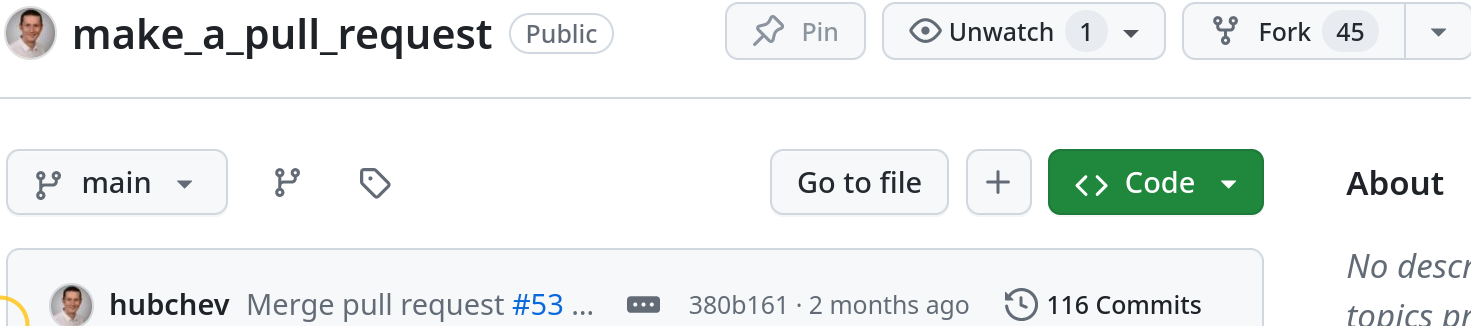 make_a_pull_request Public Pin Unwatch 1 Fork 45
main Go to file + <> Code About
hubchev Merge pull request #53 ... 380b161 · 2 months ago 116 Commits
No descr
topics pr